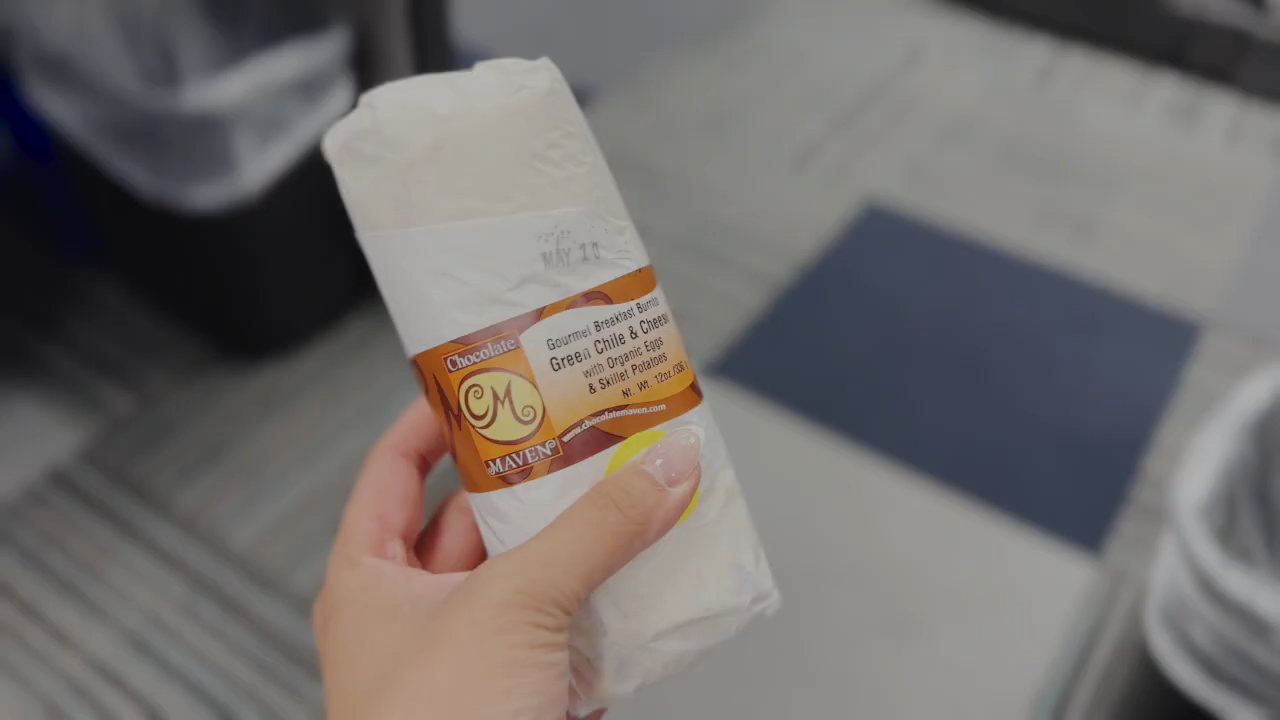 MAY 10
Gourmet Breakfast Burrito
Green Chile & Cheese
with Organic Eggs
& Skillet Potatoes
Nt. Wt. 12oz./336
www.chocolatemaven.com
Chocolate
CM
MAVEN